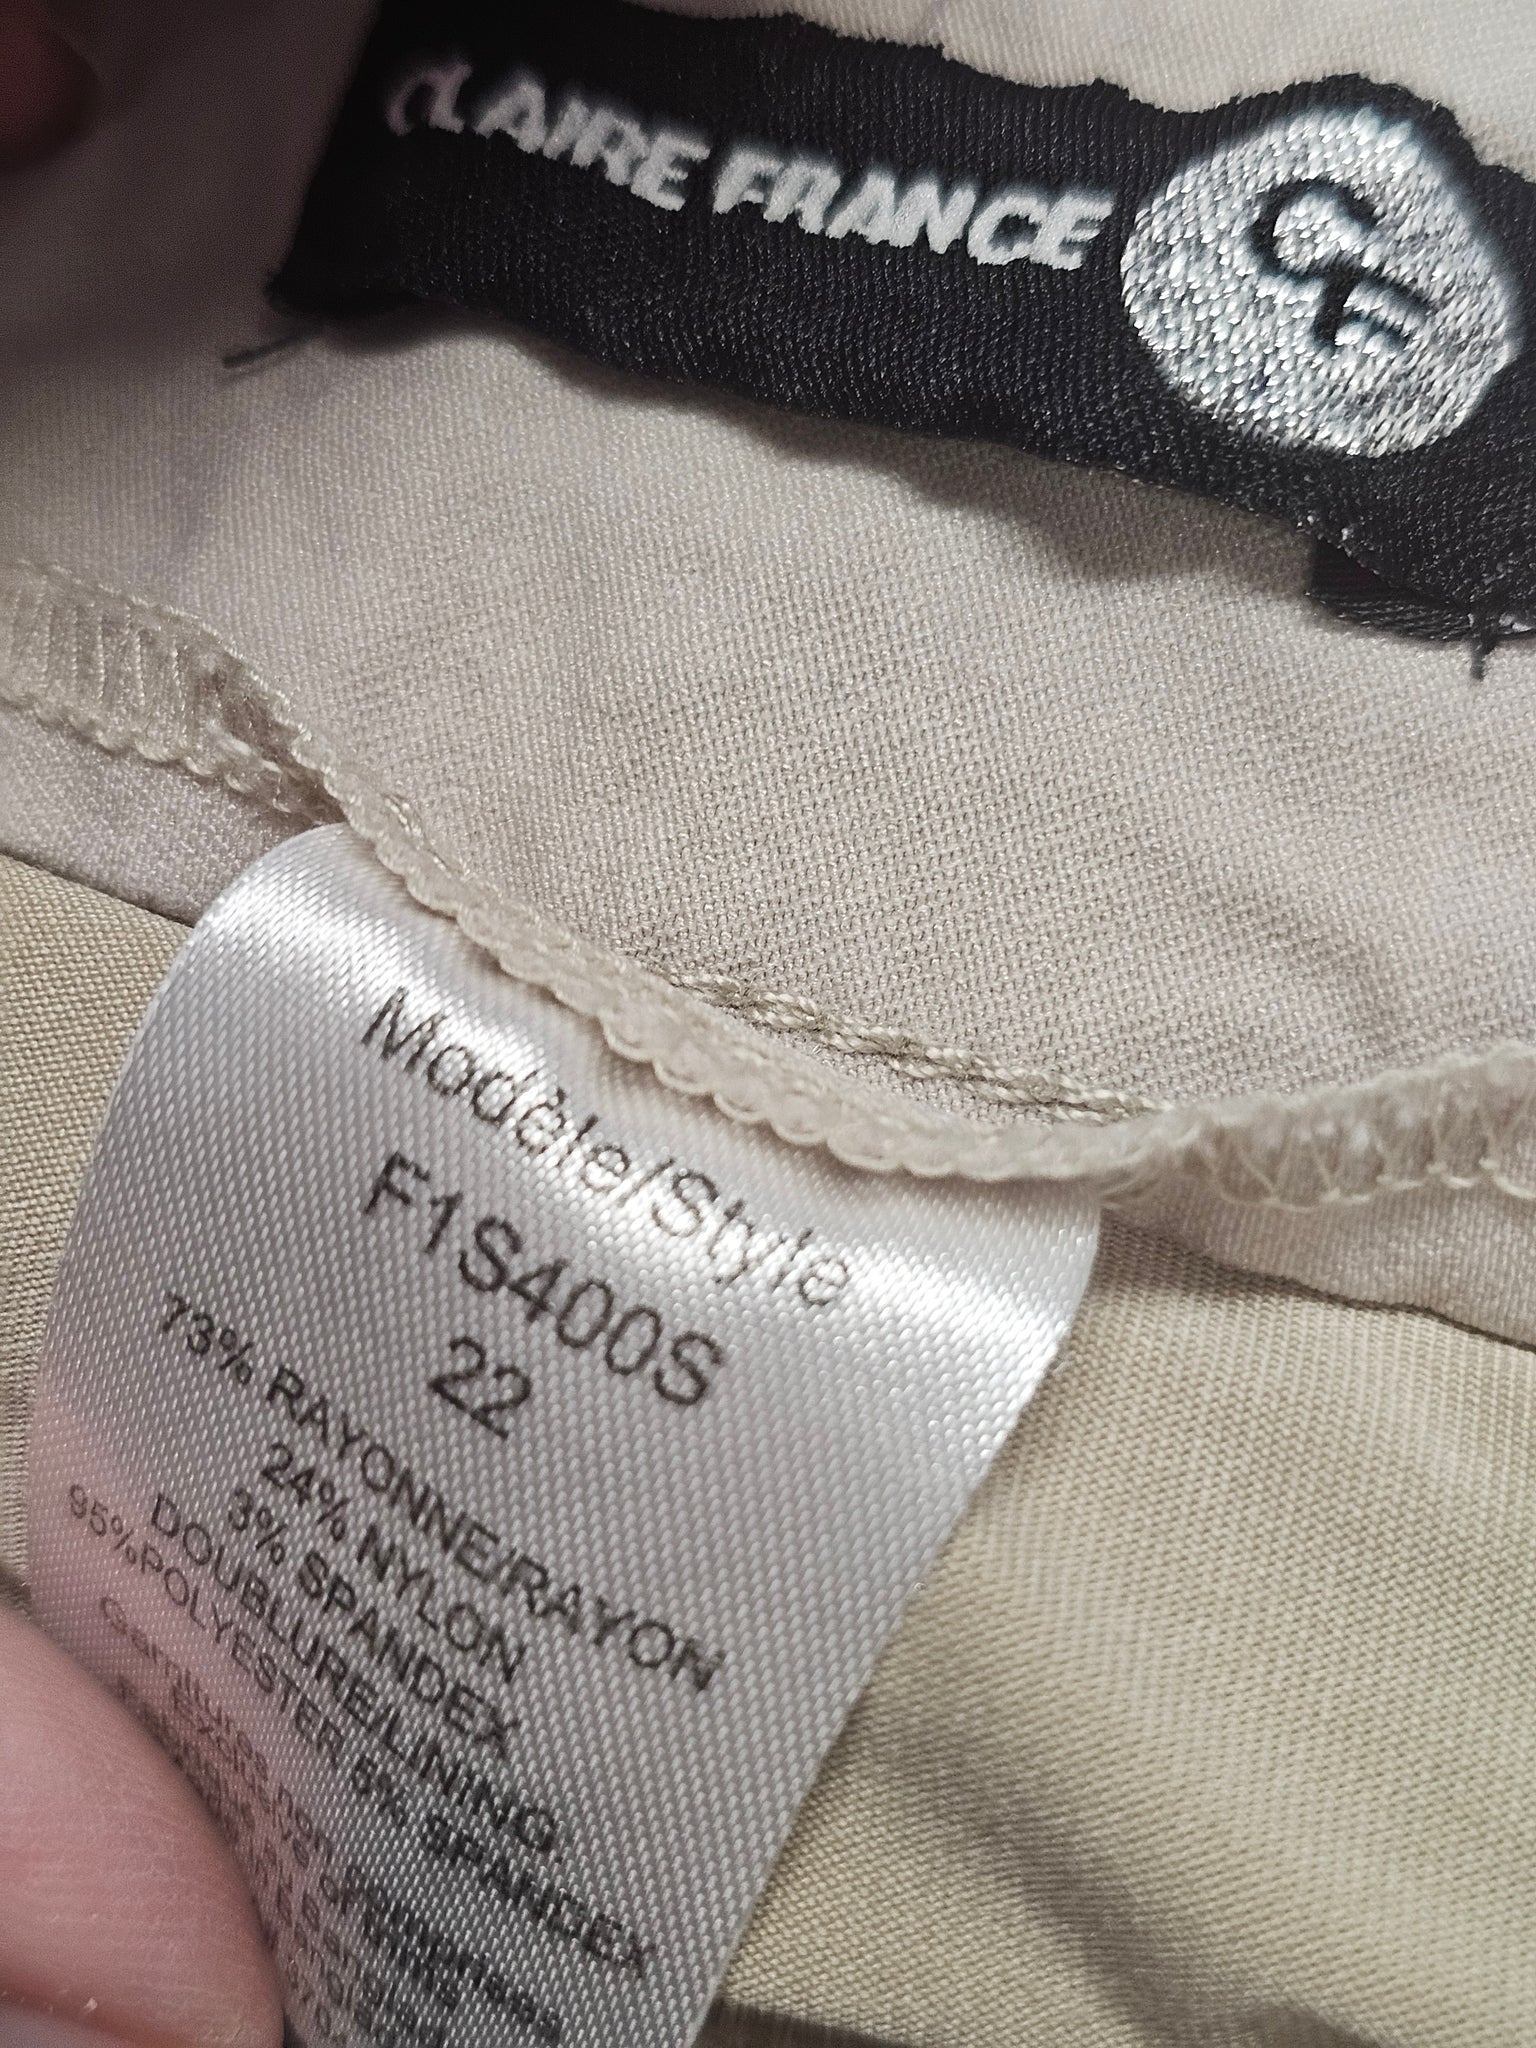 CLAIRE FRANCE
CF
Modèle/Style
F1S400S
22
73% RAYONNE/RAYON
24% NYLON
3% SPANDEX
DOUBLURE/LINING,
95%POLYESTER 5% SPANDEX